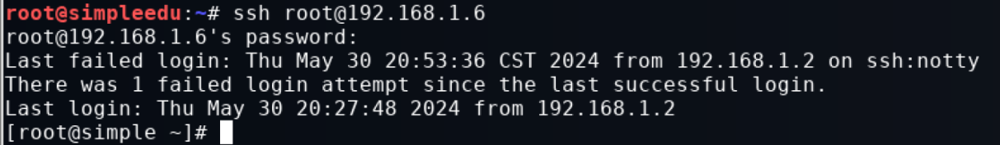 root@simpleedu:~# ssh root@192.168.1.6
root@192.168.1.6's password:
Last failed login: Thu May 30 20:53:36 CST 2024 from 192.168.1.2 on ssh:notty
There was 1 failed login attempt since the last successful login.
Last login: Thu May 30 20:27:48 2024 from 192.168.1.2
[root@simple ~]#